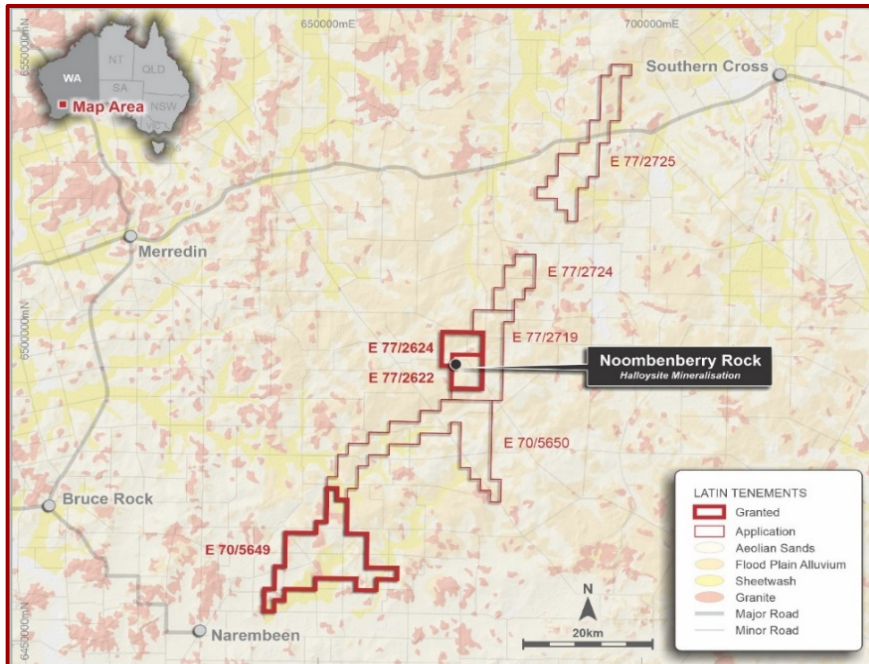 650000mE
700000mE
6550000mN
NT
QLD
WA
SA
NSW
Map Area
Southern Cross
E 77/2725
Merredin
E 77/2724
6500000mN
E 77/2624
E 77/2719
Noombenberry Rock
Halloysite Mineralisation
E 77/2622
E 70/5650
Bruce Rock
E 70/5649
LATIN TENEMENTS
Granted
Application
Aeolian Sands
Flood Plain Alluvium
Sheetwash
Granite
Major Road
Minor Road
N
20km
Narembeen
6450000mN